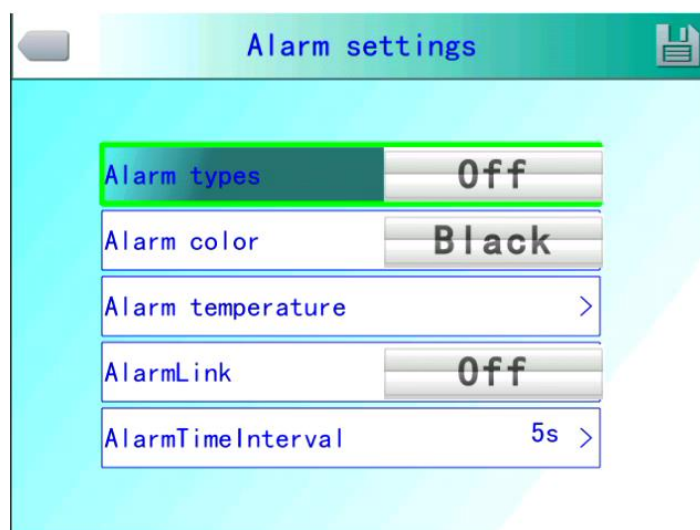 Alarm settings
Alarm types Off
Alarm color Black
Alarm temperature >
AlarmLink Off
AlarmTimeInterval 5s >